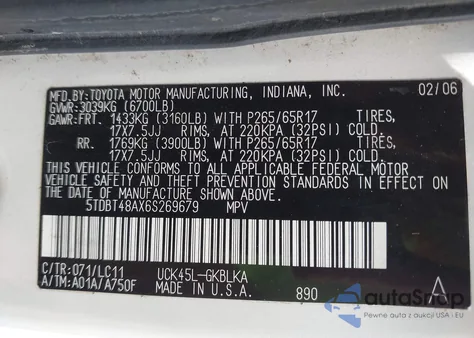 MFD.BY:TOYOTA MOTOR MANUFACTURING, INDIANA, INC. 02/06
GVWR:3039KG (6700LB)
GAWR:FRT. 1433KG (3160LB) WITH P265/65R17 TIRES,
17X7.5JJ RIMS, AT 220KPA (32PSI) COLD.
RR. 1769KG (3900LB) WITH P265/65R17 TIRES,
17X7.5JJ RIMS, AT 220KPA (32PSI) COLD.
THIS VEHICLE CONFORMS TO ALL APPLICABLE FEDERAL MOTOR
VEHICLE SAFETY AND THEFT PREVENTION STANDARDS IN EFFECT ON
THE DATE OF MANUFACTURE SHOWN ABOVE.
5TDBT48AX6S269679 MPV
C/TR:071/LC11 UCK45L-GKBLKA
A/TM:A01A/A750F MADE IN U.S.A. 890 A
autoSnap
AUTO AUCTIONS USA & EU